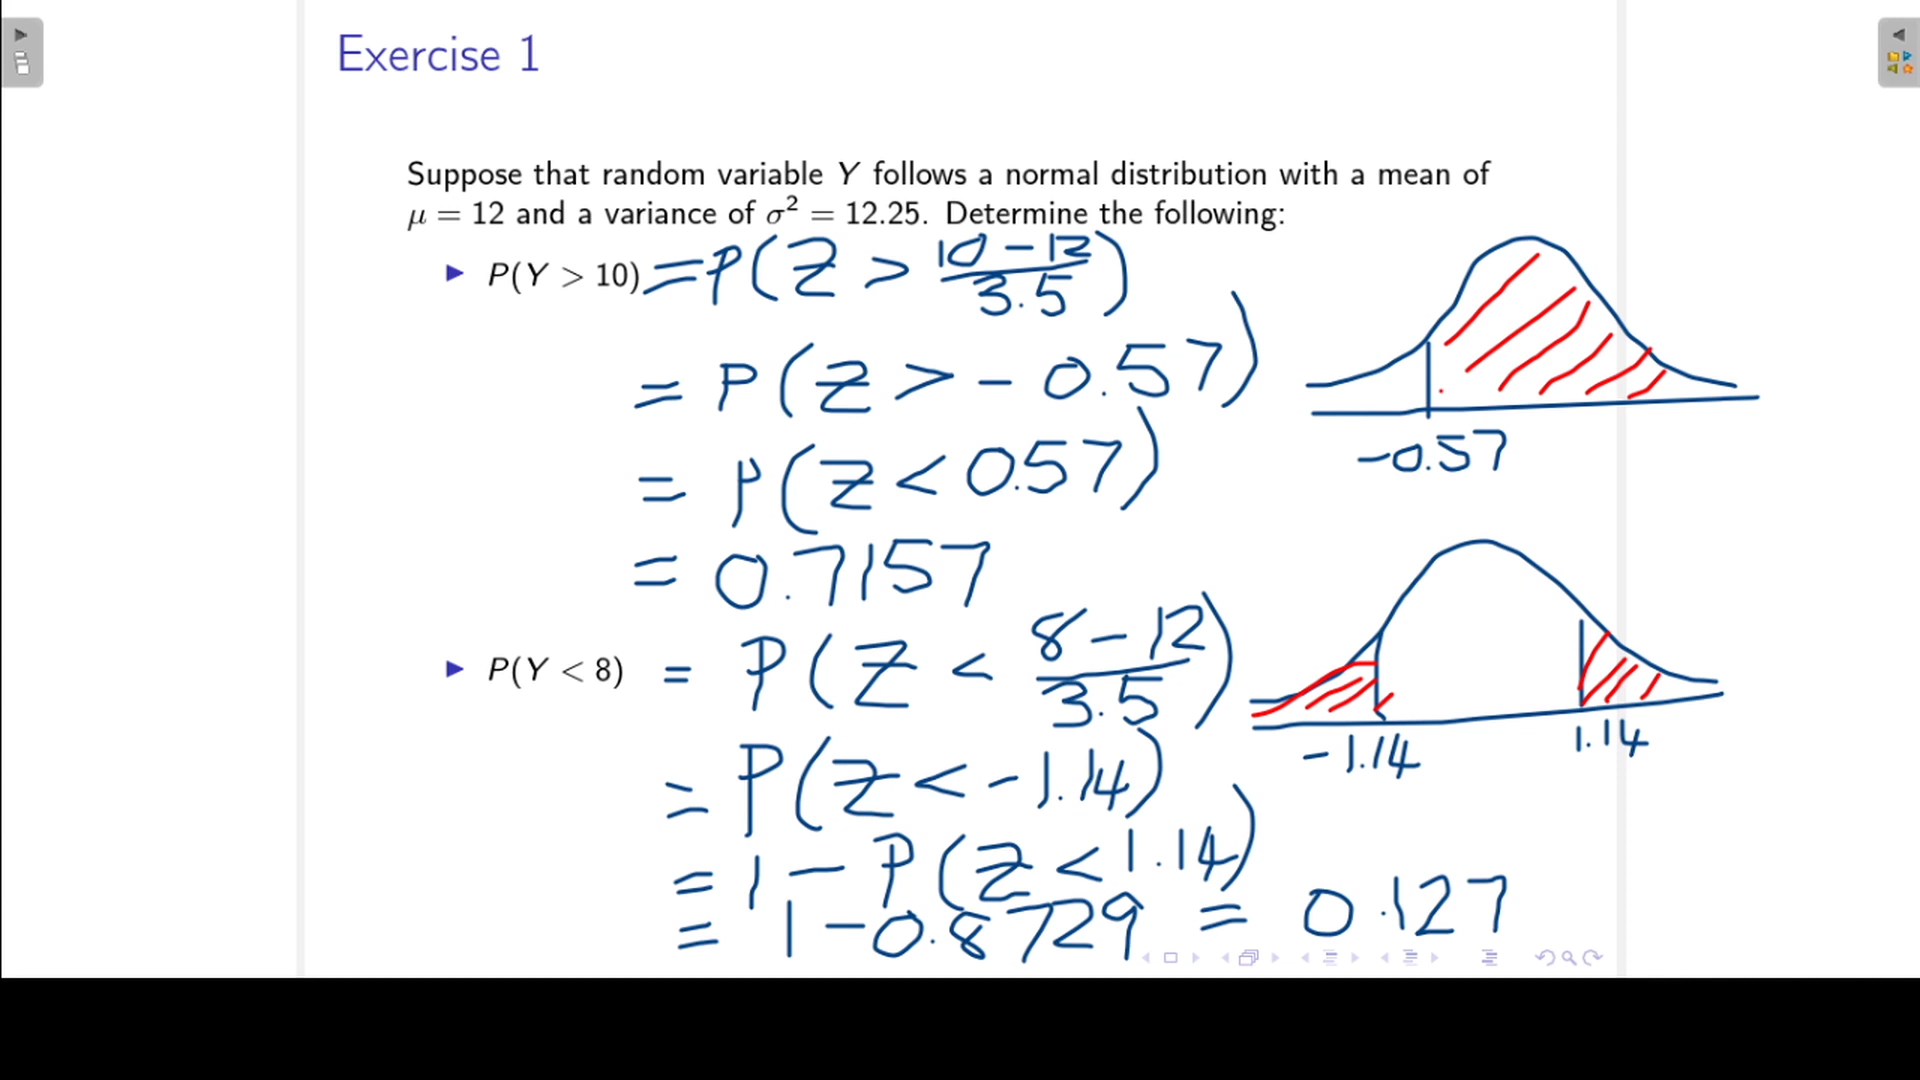 Exercise 1
Suppose that random variable Y follows a normal distribution with a mean of
μ = 12 and a variance of σ² = 12.25. Determine the following:
▶ P(Y > 10) = P(Z > (10 - 12)/3.5)
= P(Z > -0.57)
-0.57
= P(Z < 0.57)
= 0.7157
▶ P(Y < 8) = P(Z < (8 - 12)/3.5)
-1.14 1.14
= P(Z < -1.14)
= 1 - P(Z < 1.14)
= 1 - 0.8729 = 0.127